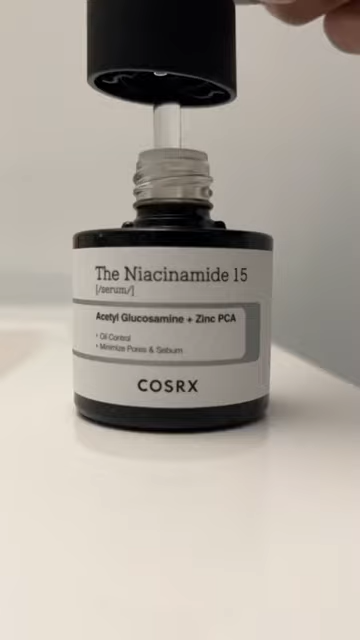 The Niacinamide 15
[/serum/]
Acetyl Glucosamine + Zinc PCA
• Oil Control
• Minimize Pores & Sebum
COSRX